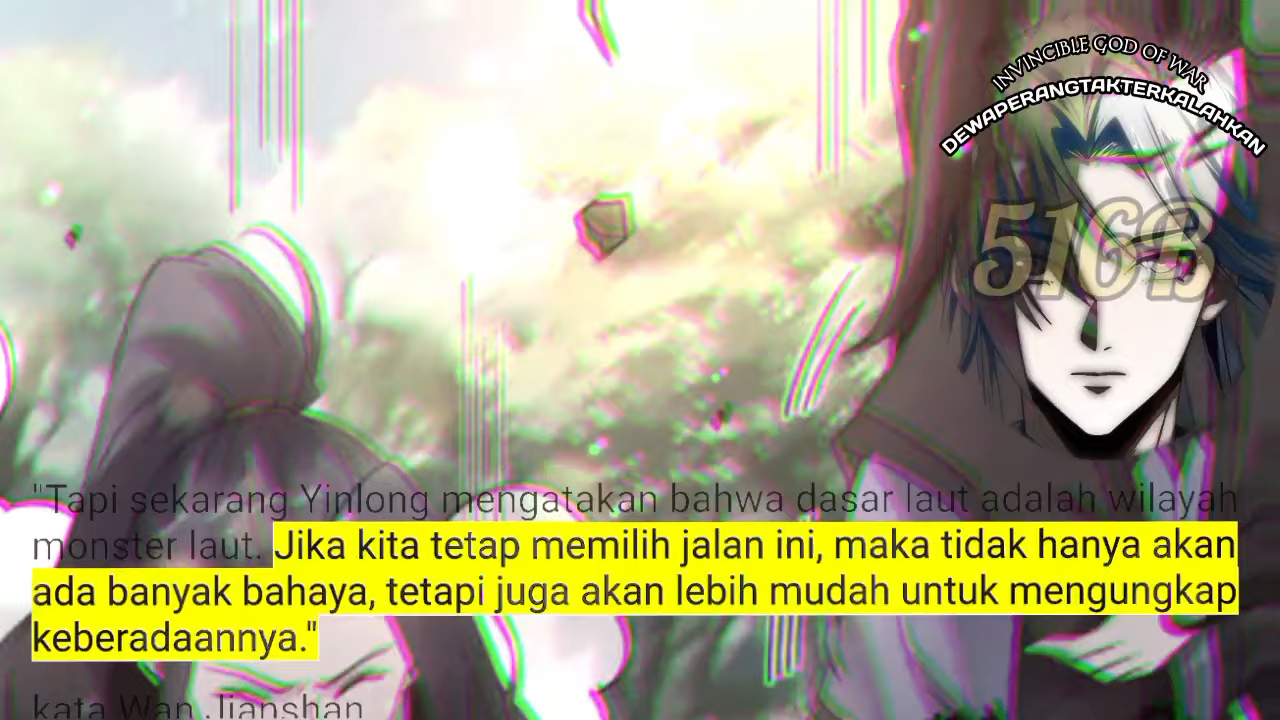 INVINCIBLE GOD OF WAR
DEWAPERANGTAKTERKALAHKAN
516B
"Tapi sekarang Yinlong mengatakan bahwa dasar laut adalah wilayah
monster laut. Jika kita tetap memilih jalan ini, maka tidak hanya akan
ada banyak bahaya, tetapi juga akan lebih mudah untuk mengungkap
keberadaannya."
kata Wan Jianshan